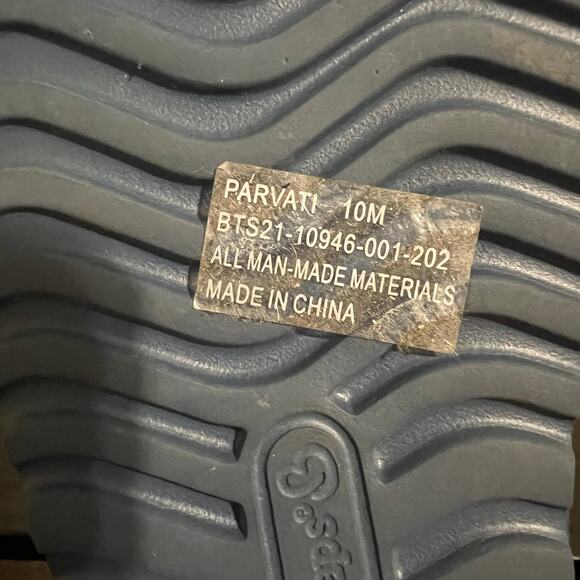 PARVATI 10M
BTS21-10946-001-202
ALL MAN-MADE MATERIALS
MADE IN CHINA